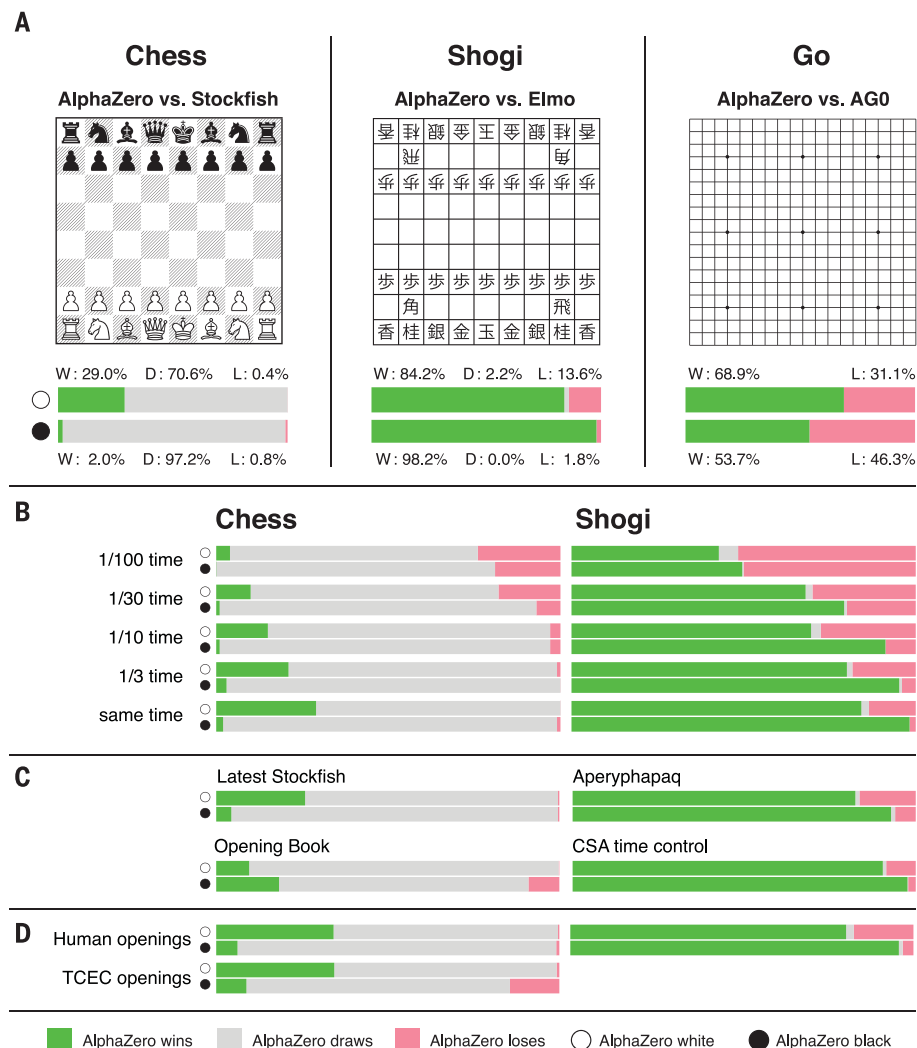 A
Chess
Shogi
Go
AlphaZero vs. Stockfish
AlphaZero vs. Elmo
AlphaZero vs. AG0
香桂銀金玉金銀桂香
飛 角
歩歩歩歩歩歩歩歩歩
歩歩歩歩歩歩歩歩歩
角 飛
香桂銀金玉金銀桂香
W: 29.0% D: 70.6% L: 0.4%
W: 84.2% D: 2.2% L: 13.6%
W: 68.9% L: 31.1%
W: 2.0% D: 97.2% L: 0.8%
W: 98.2% D: 0.0% L: 1.8%
W: 53.7% L: 46.3%
B
Chess
Shogi
1/100 time
1/30 time
1/10 time
1/3 time
same time
C
Latest Stockfish
Aperyphapaq
Opening Book
CSA time control
D
Human openings
TCEC openings
AlphaZero wins
AlphaZero draws
AlphaZero loses
AlphaZero white
AlphaZero black